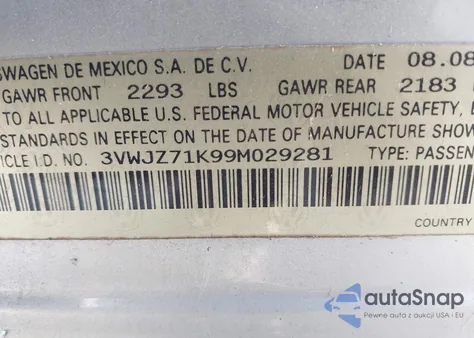 SWAGEN DE MEXICO S.A. DE C.V. DATE 08.08
GAWR FRONT 2293 LBS GAWR REAR 2183
TO ALL APPLICABLE U.S. FEDERAL MOTOR VEHICLE SAFETY,
STANDARDS IN EFFECT ON THE DATE OF MANUFACTURE SHOW
CLE I.D. NO. 3VWJZ71K99M029281 TYPE: PASSEN
COUNTRY
autoSnap
Pewne auta z aukcji USA i EU